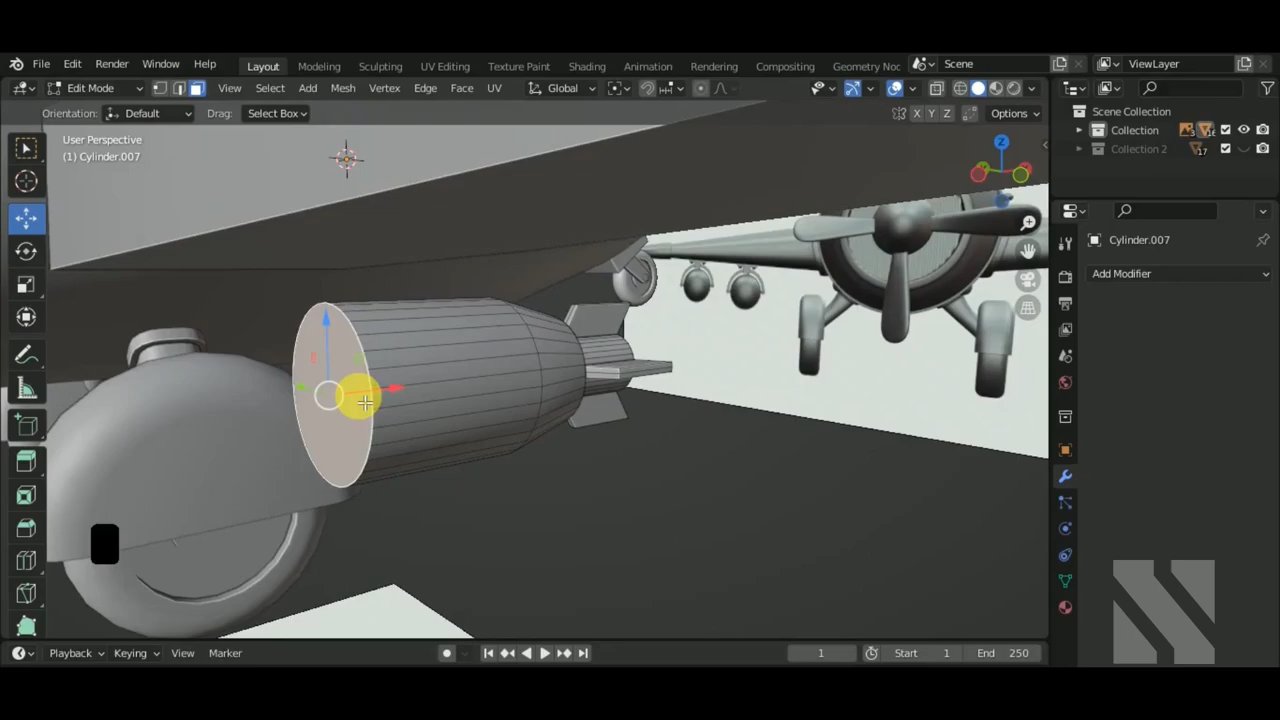 File Edit Render Window Help Layout Modeling Sculpting UV Editing Texture Paint Shading Animation Rendering Compositing Geometry Noc Scene ViewLayer
Edit Mode View Select Add Mesh Vertex Edge Face UV Global
Orientation: Default Drag: Select Box X Y Z Options
User Perspective
(1) Cylinder.007
Z
Scene Collection
Collection 3
Collection 2 17
Cylinder.007
Add Modifier
Playback Keying View Marker 1 Start 1 End 250